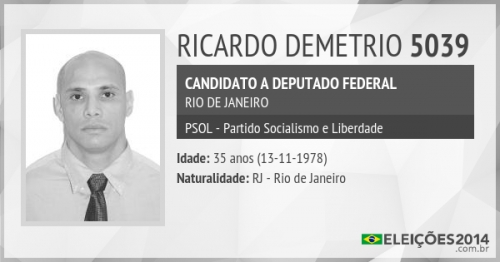 RICARDO DEMETRIO 5039
CANDIDATO A DEPUTADO FEDERAL
RIO DE JANEIRO
PSOL - Partido Socialismo e Liberdade
Idade: 35 anos (13-11-1978)
Naturalidade: RJ - Rio de Janeiro
ELEIÇÕES2014
.com.br